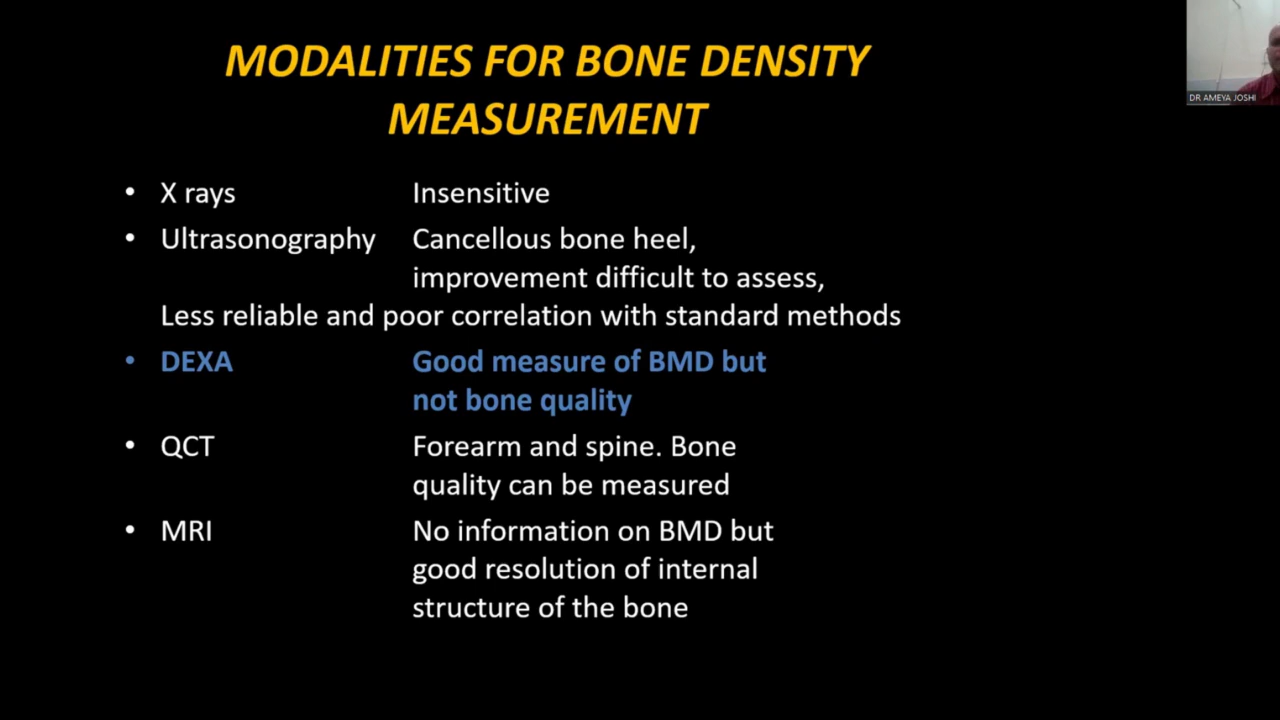 MODALITIES FOR BONE DENSITY
MEASUREMENT
DR AMEYA JOSHI
• X rays Insensitive
• Ultrasonography Cancellous bone heel,
improvement difficult to assess,
Less reliable and poor correlation with standard methods
• DEXA Good measure of BMD but
not bone quality
• QCT Forearm and spine. Bone
quality can be measured
• MRI No information on BMD but
good resolution of internal
structure of the bone